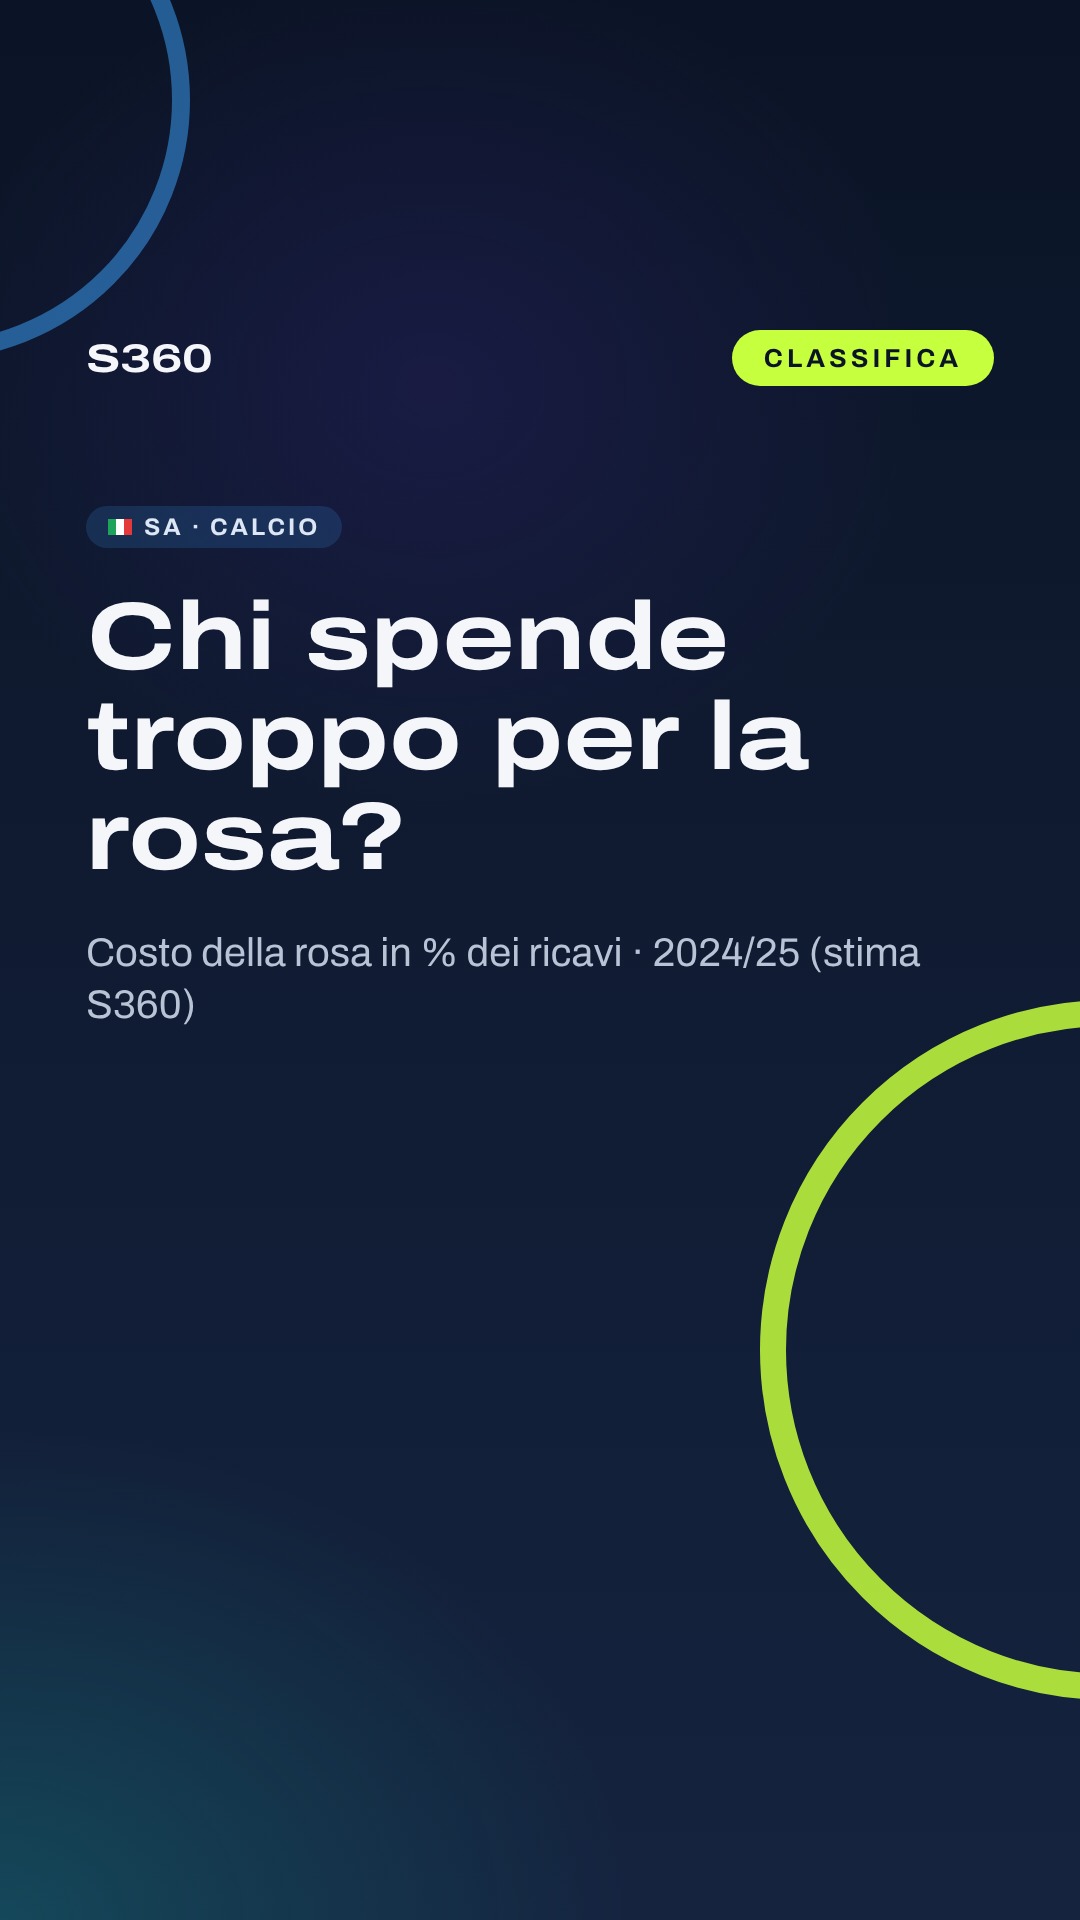 S360
CLASSIFICA
SA · CALCIO
Chi spende
troppo per la
rosa?
Costo della rosa in % dei ricavi · 2024/25 (stima
S360)